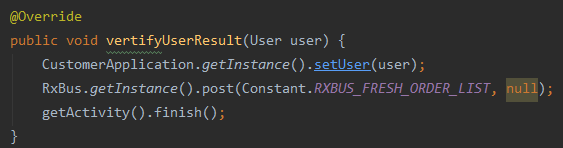 @Override
public void vertifyUserResult(User user) {
CustomerApplication.getInstance().setUser(user);
RxBus.getInstance().post(Constant.RXBUS_FRESH_ORDER_LIST, null);
getActivity().finish();
}